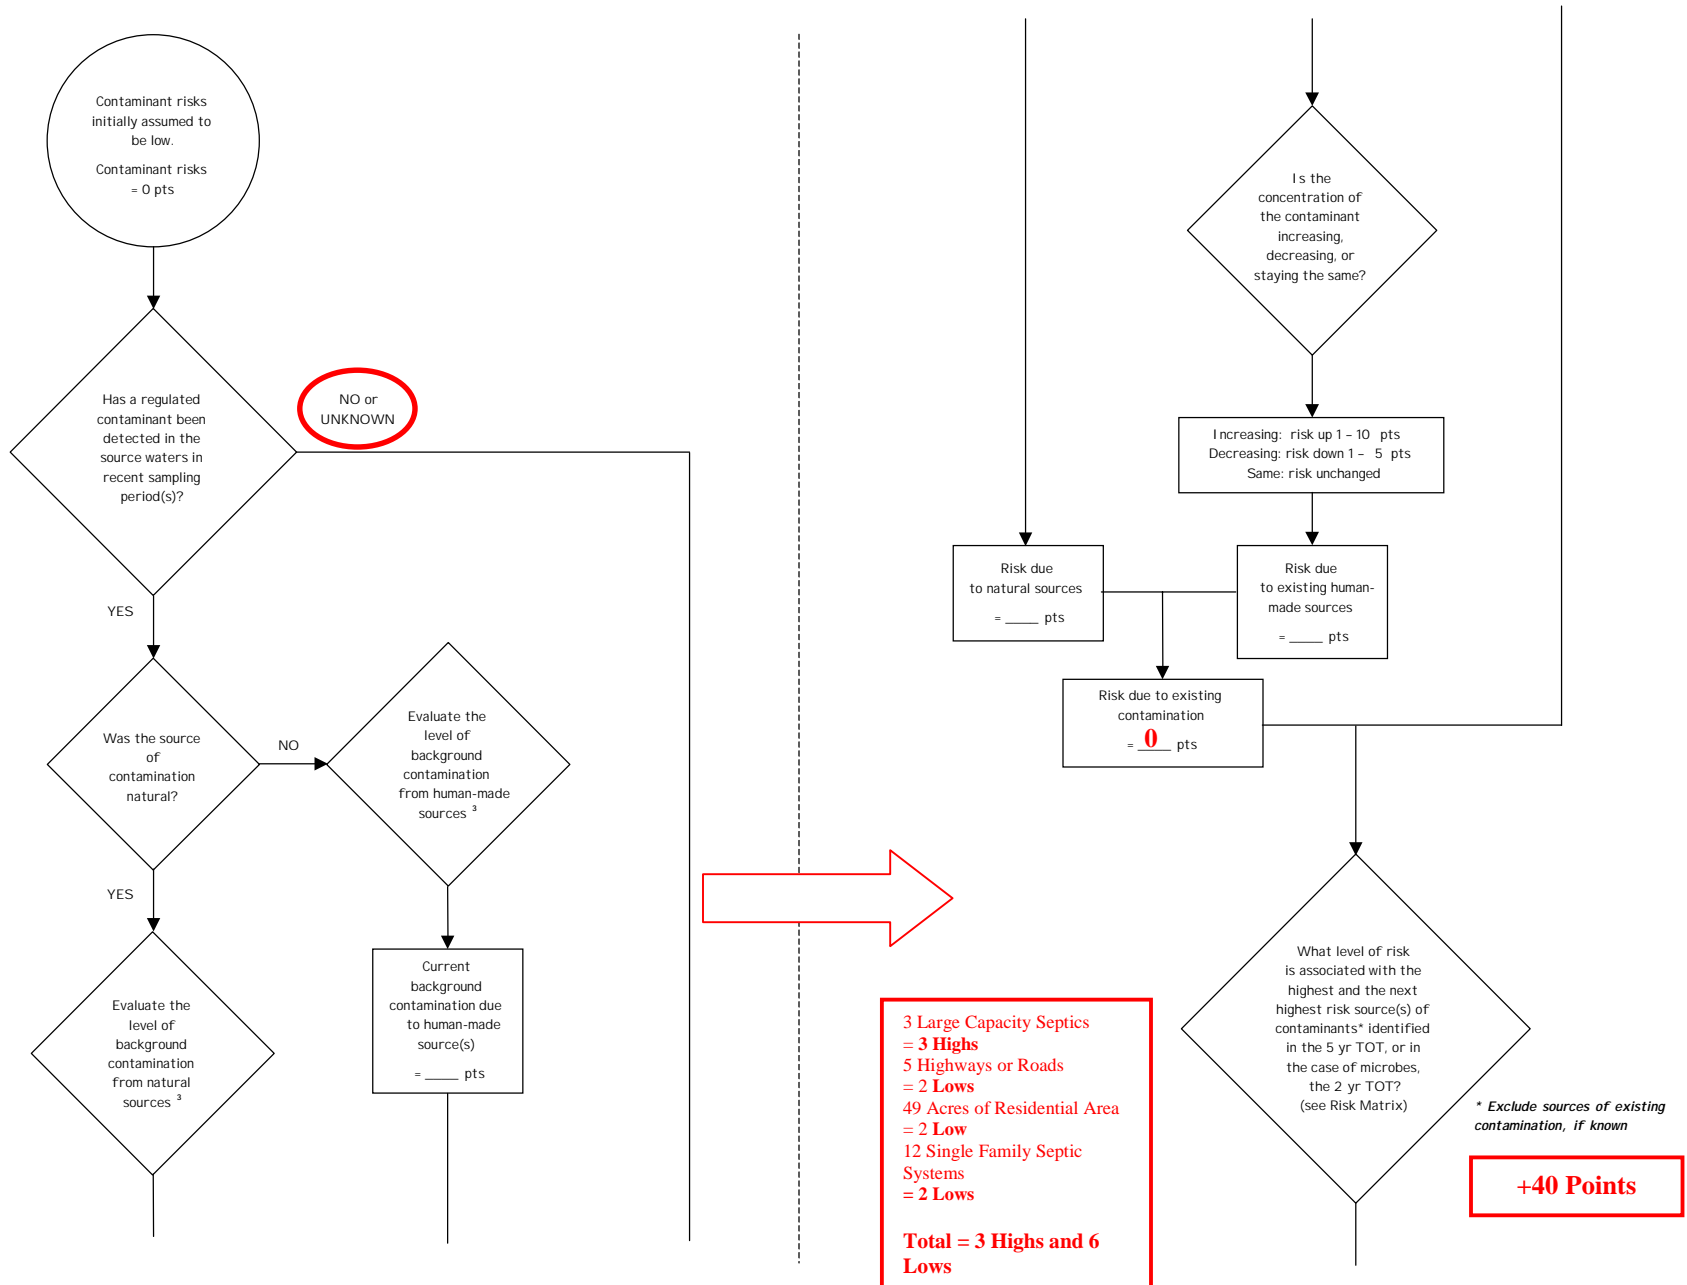 Contaminant risks
initially assumed to
be low.
Contaminant risks
= 0 pts
Has a regulated
contaminant been
detected in the
source waters in
recent sampling
period(s)?
NO or
UNKNOWN
YES
Was the source
of
contamination
natural?
NO
Evaluate the
level of
background
contamination
from human-made
sources ³
YES
Evaluate the
level of
background
contamination
from natural
sources ³
Current
background
contamination due
to human-made
source(s)
= _____ pts
Is the
concentration of
the contaminant
increasing,
decreasing, or
staying the same?
Increasing: risk up 1 – 10 pts
Decreasing: risk down 1 – 5 pts
Same: risk unchanged
Risk due
to natural sources
= _____ pts
Risk due
to existing human-
made sources
= _____ pts
Risk due to existing
contamination
= 0 pts
What level of risk
is associated with the
highest and the next
highest risk source(s) of
contaminants* identified
in the 5 yr TOT, or in
the case of microbes,
the 2 yr TOT?
(see Risk Matrix)
* Exclude sources of existing
contamination, if known
+40 Points
3 Large Capacity Septics
= 3 Highs
5 Highways or Roads
= 2 Lows
49 Acres of Residential Area
= 2 Low
12 Single Family Septic
Systems
= 2 Lows
Total = 3 Highs and 6
Lows